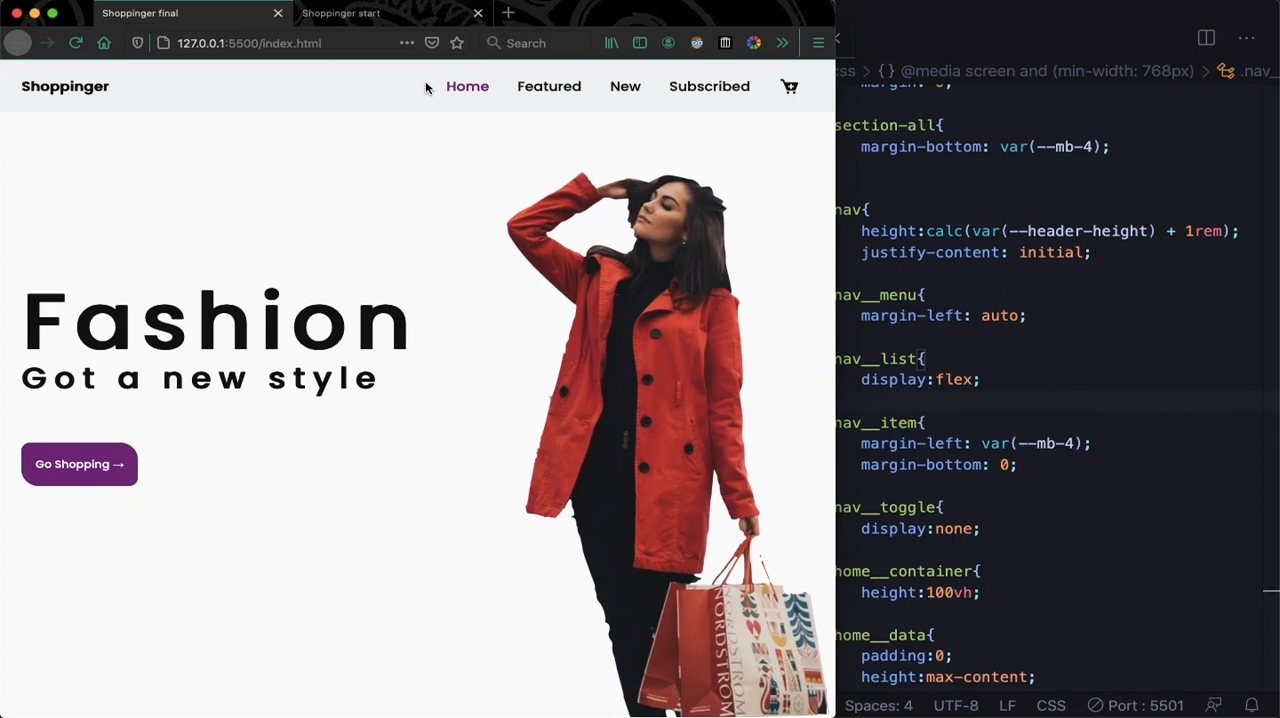 Shoppinger final
Shoppinger start
127.0.0.1:5500/index.html
Search
Shoppinger
Home
Featured
New
Subscribed
Fashion
Got a new style
Go Shopping →
NORDSTROM
NORDSTROM
css > {} @media screen and (min-width: 768px) > .nav_
section-all{
margin-bottom: var(--mb-4);
nav{
height:calc(var(--header-height) + 1rem);
justify-content: initial;
nav__menu{
margin-left: auto;
nav__list{
display:flex;
nav__item{
margin-left: var(--mb-4);
margin-bottom: 0;
nav__toggle{
display:none;
home__container{
height:100vh;
home__data{
padding:0;
height:max-content;
Spaces: 4 UTF-8 LF CSS Port : 5501